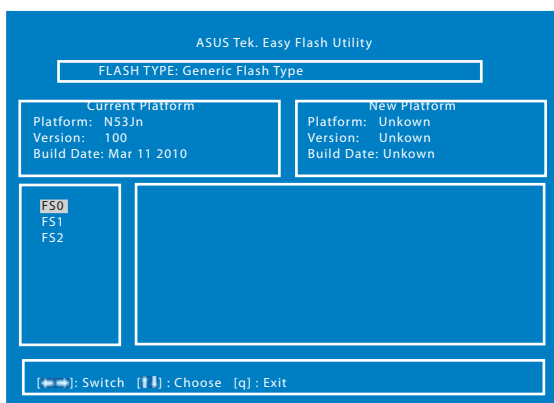 ASUS Tek. Easy Flash Utility
FLASH TYPE: Generic Flash Type
Current Platform
Platform: N53Jn
Version: 100
Build Date: Mar 11 2010
New Platform
Platform: Unkown
Version: Unkown
Build Date: Unkown
FS0
FS1
FS2
[⬅➡]: Switch [⬆⬇] : Choose [q] : Exit